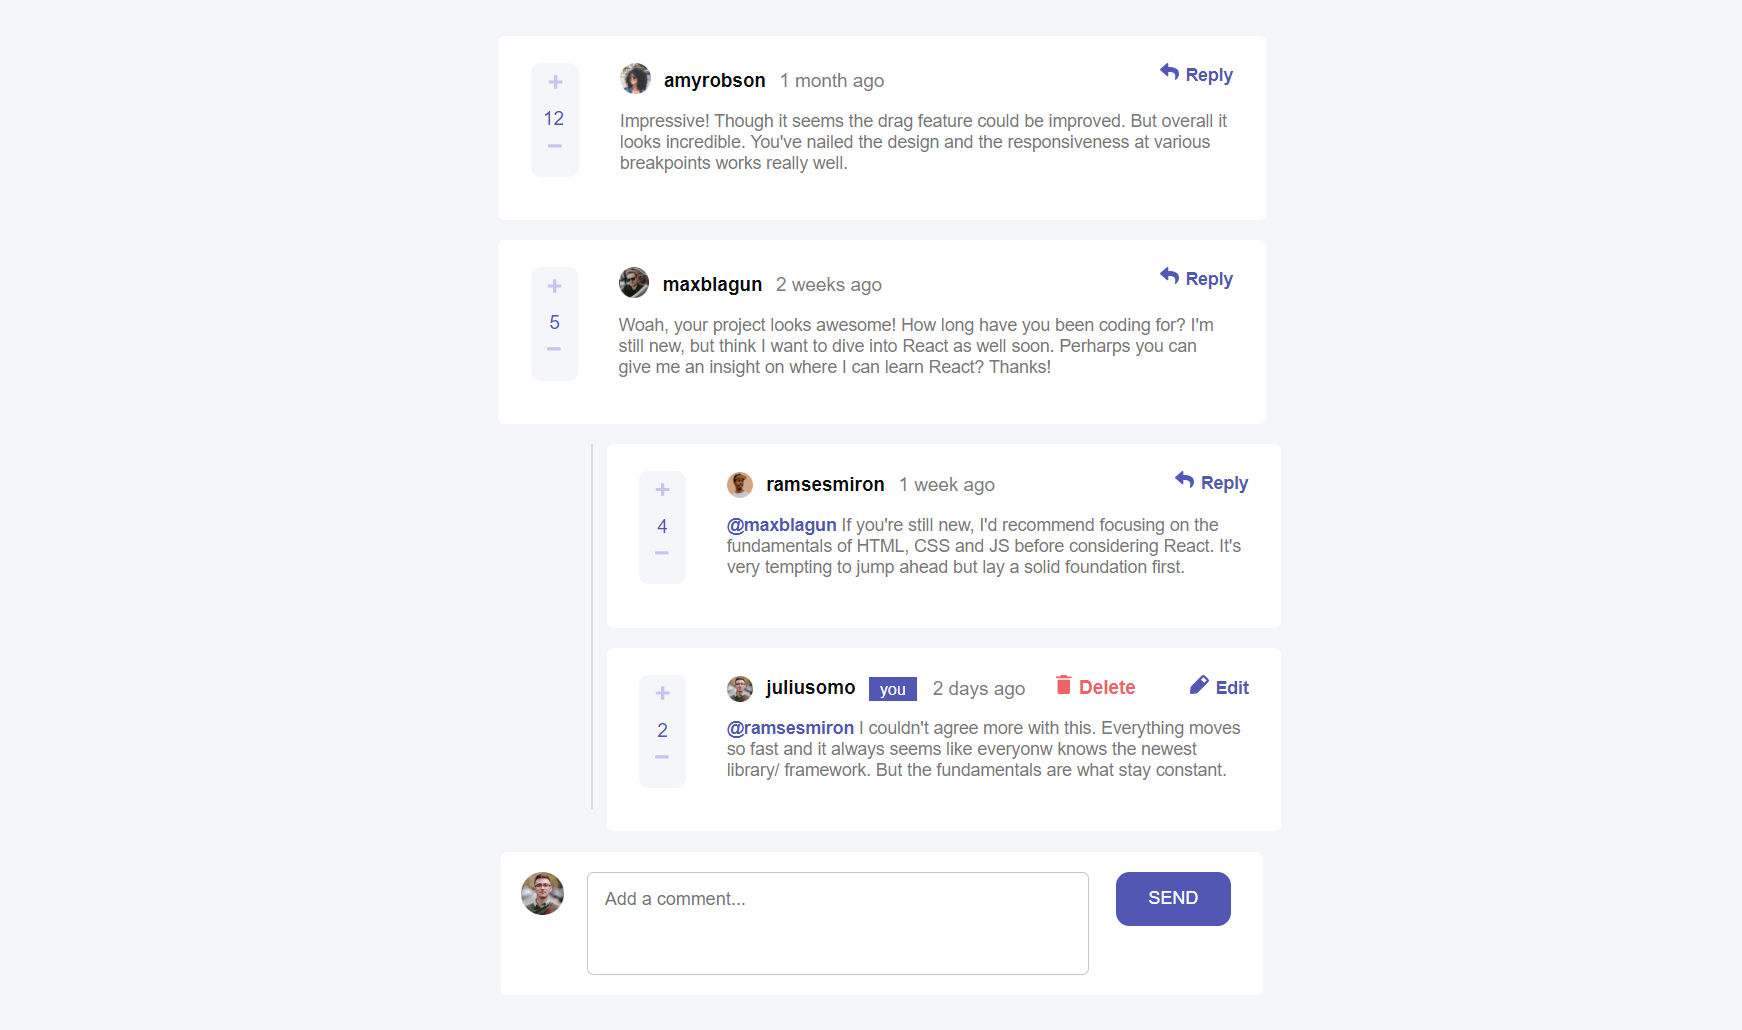 +
12
−
amyrobson 1 month ago
Reply
Impressive! Though it seems the drag feature could be improved. But overall it
looks incredible. You've nailed the design and the responsiveness at various
breakpoints works really well.
+
5
−
maxblagun 2 weeks ago
Reply
Woah, your project looks awesome! How long have you been coding for? I'm
still new, but think I want to dive into React as well soon. Perharps you can
give me an insight on where I can learn React? Thanks!
+
4
−
ramsesmiron 1 week ago
Reply
@maxblagun If you're still new, I'd recommend focusing on the
fundamentals of HTML, CSS and JS before considering React. It's
very tempting to jump ahead but lay a solid foundation first.
+
2
−
juliusomo you 2 days ago
Delete
Edit
@ramsesmiron I couldn't agree more with this. Everything moves
so fast and it always seems like everyonw knows the newest
library/ framework. But the fundamentals are what stay constant.
Add a comment...
SEND